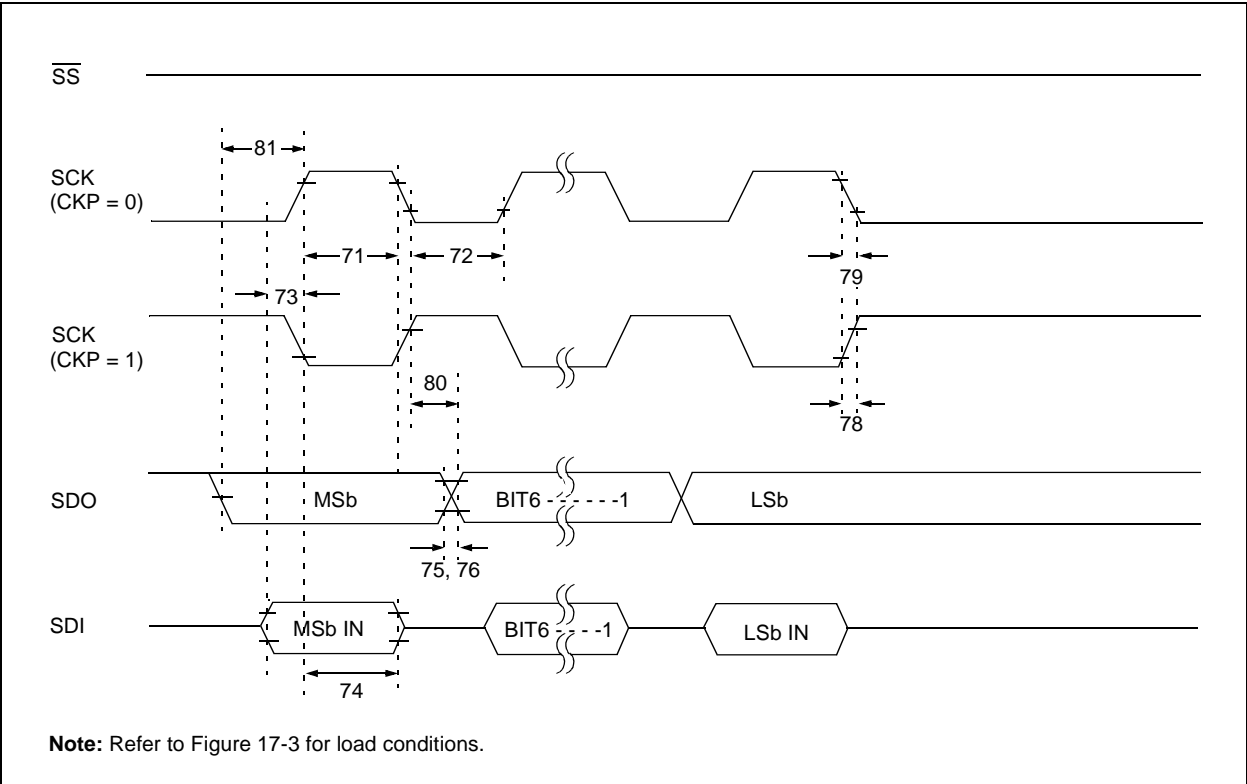 SS
81
SCK
(CKP = 0)
71
72
79
73
SCK
(CKP = 1)
80
78
SDO
MSb
BIT6 - - - - - -1
LSb
75, 76
SDI
MSb IN
BIT6 - - - -1
LSb IN
74
Note: Refer to Figure 17-3 for load conditions.